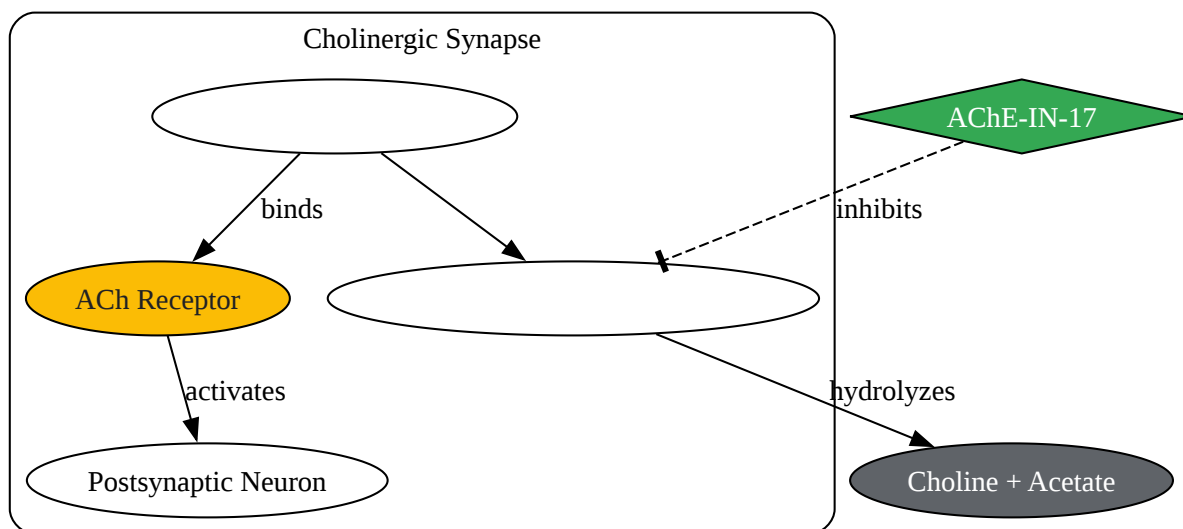 Cholinergic Synapse
AChE-IN-17
binds
inhibits
ACh Receptor
activates
hydrolyzes
Postsynaptic Neuron
Choline + Acetate